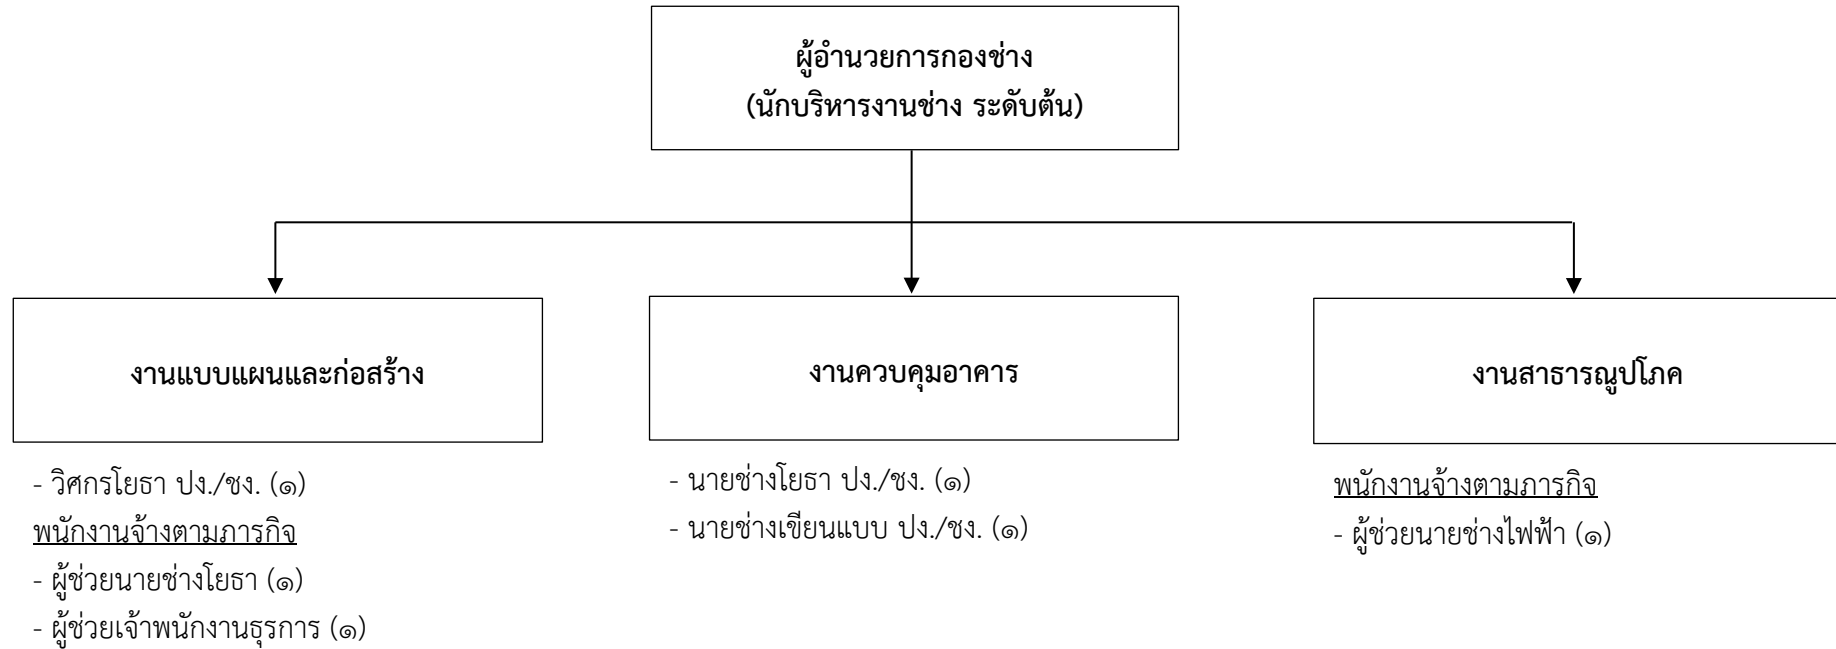 ผู้อำนวยการกองช่าง
(นักบริหารงานช่าง ระดับต้น)
งานแบบแผนและก่อสร้าง
- วิศกรโยธา ปง./ชง. (๑)
พนักงานจ้างตามภารกิจ
- ผู้ช่วยนายช่างโยธา (๑)
- ผู้ช่วยเจ้าพนักงานธุรการ (๑)
งานควบคุมอาคาร
- นายช่างโยธา ปง./ชง. (๑)
- นายช่างเขียนแบบ ปง./ชง. (๑)
งานสาธารณูปโภค
พนักงานจ้างตามภารกิจ
- ผู้ช่วยนายช่างไฟฟ้า (๑)